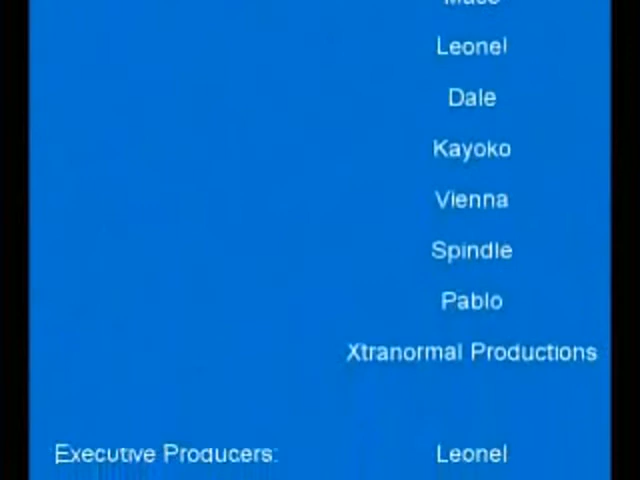 Leonel
Dale
Kayoko
Vienna
Spindle
Pablo
Xtranormal Productions
Executive Producers: Leonel